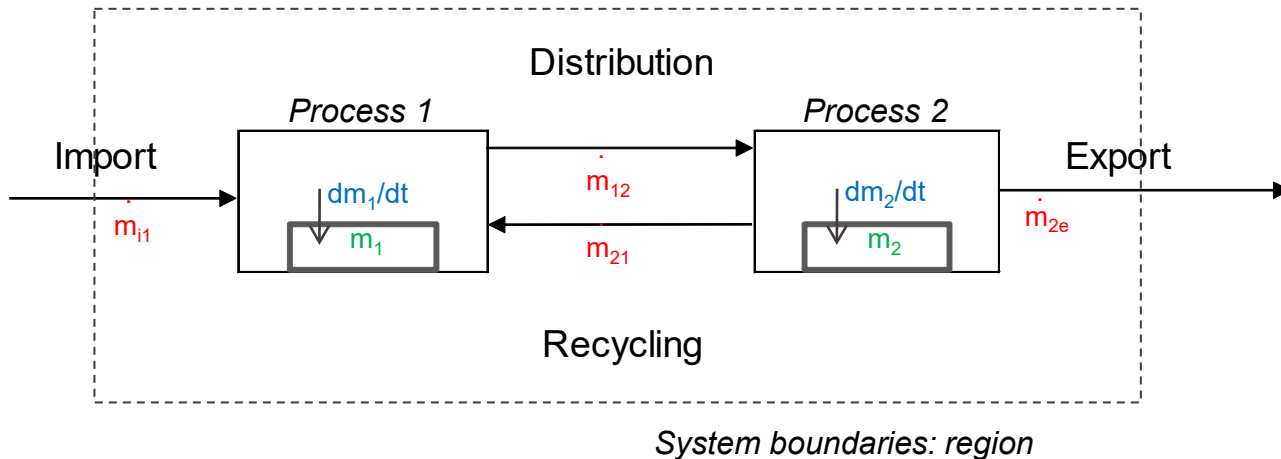 Distribution
Process 1
Process 2
Import
Export
ṁi1
dm1/dt
m1
ṁ12
ṁ21
dm2/dt
m2
ṁ2e
Recycling
System boundaries: region